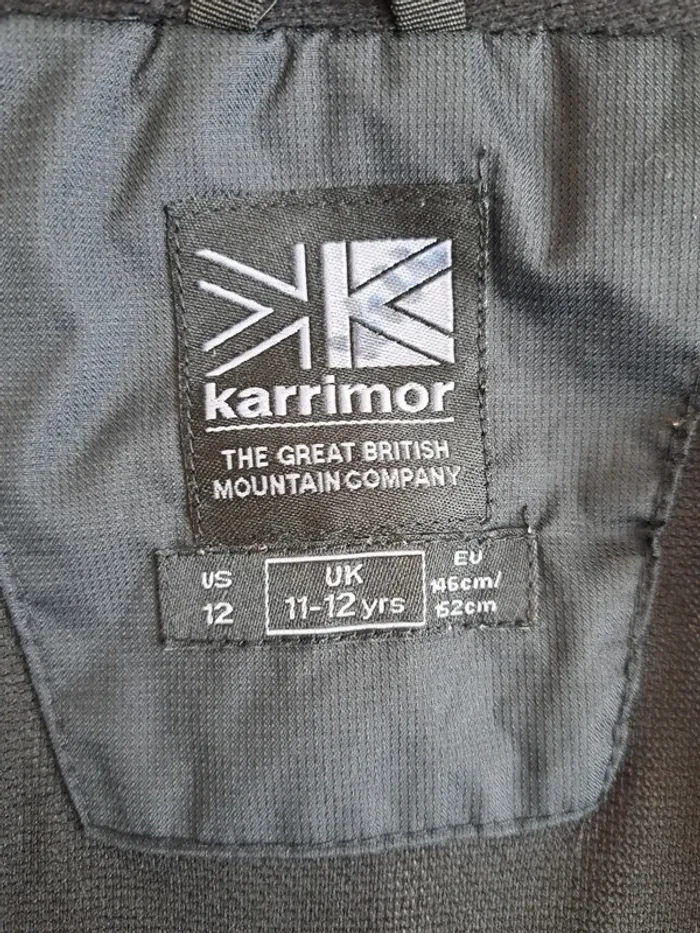 karrimor
THE GREAT BRITISH
MOUNTAIN COMPANY
US
12
UK
11-12 yrs
EU
146cm/
152cm